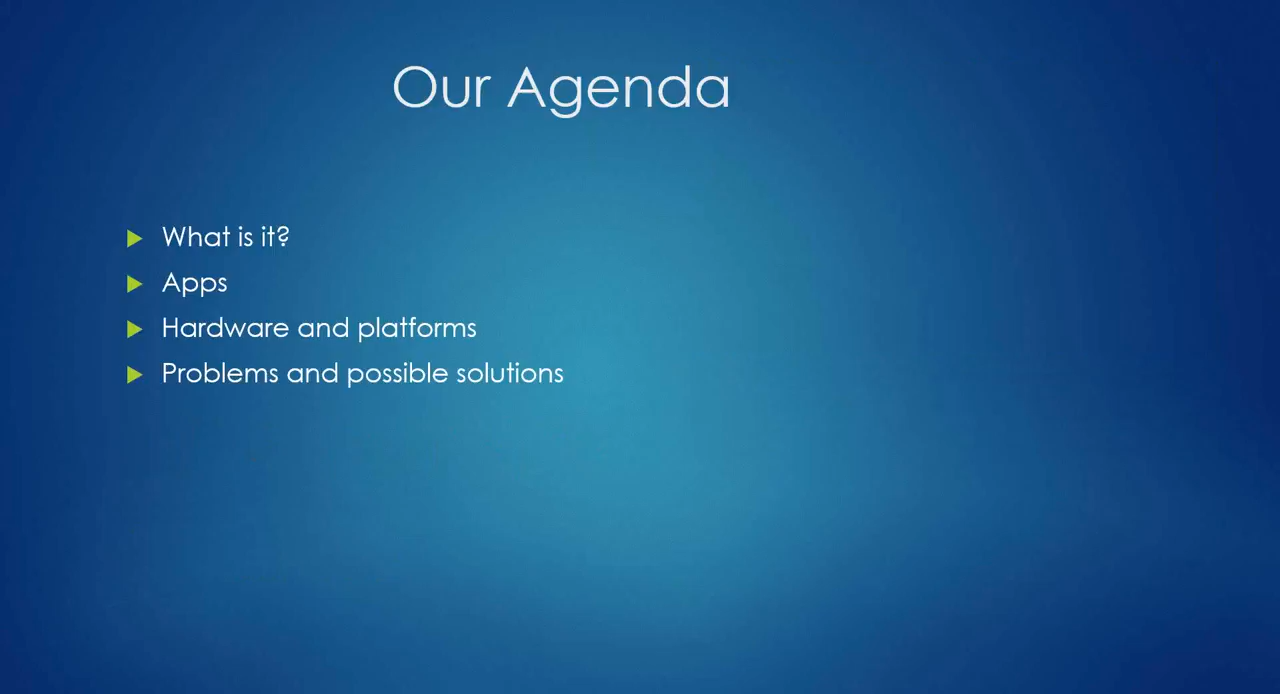 Our Agenda
What is it?
Apps
Hardware and platforms
Problems and possible solutions